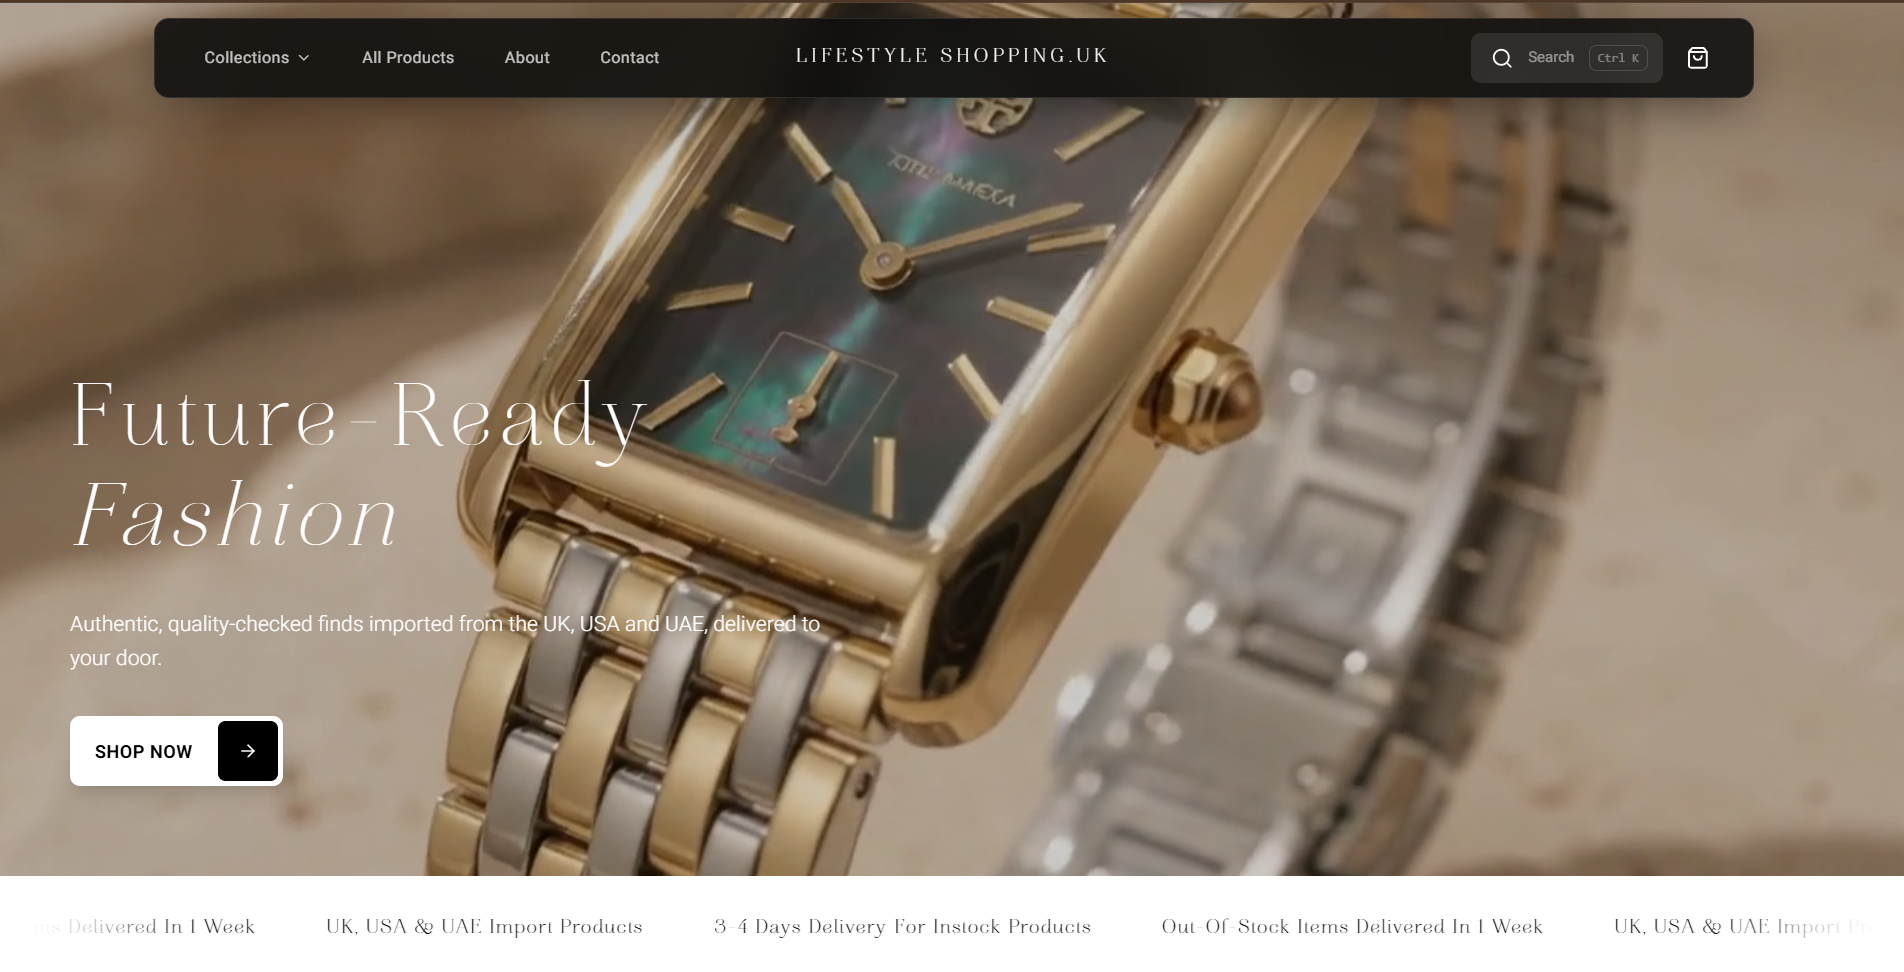 Collections
All Products
About
Contact
LIFESTYLE SHOPPING.UK
Search
Ctrl K
Future-Ready
Fashion
Authentic, quality-checked finds imported from the UK, USA and UAE, delivered to
your door.
SHOP NOW
Delivered In 1 Week
UK, USA & UAE Import Products
3-4 Days Delivery For Instock Products
Out-Of-Stock Items Delivered In 1 Week
UK, USA & UAE Import